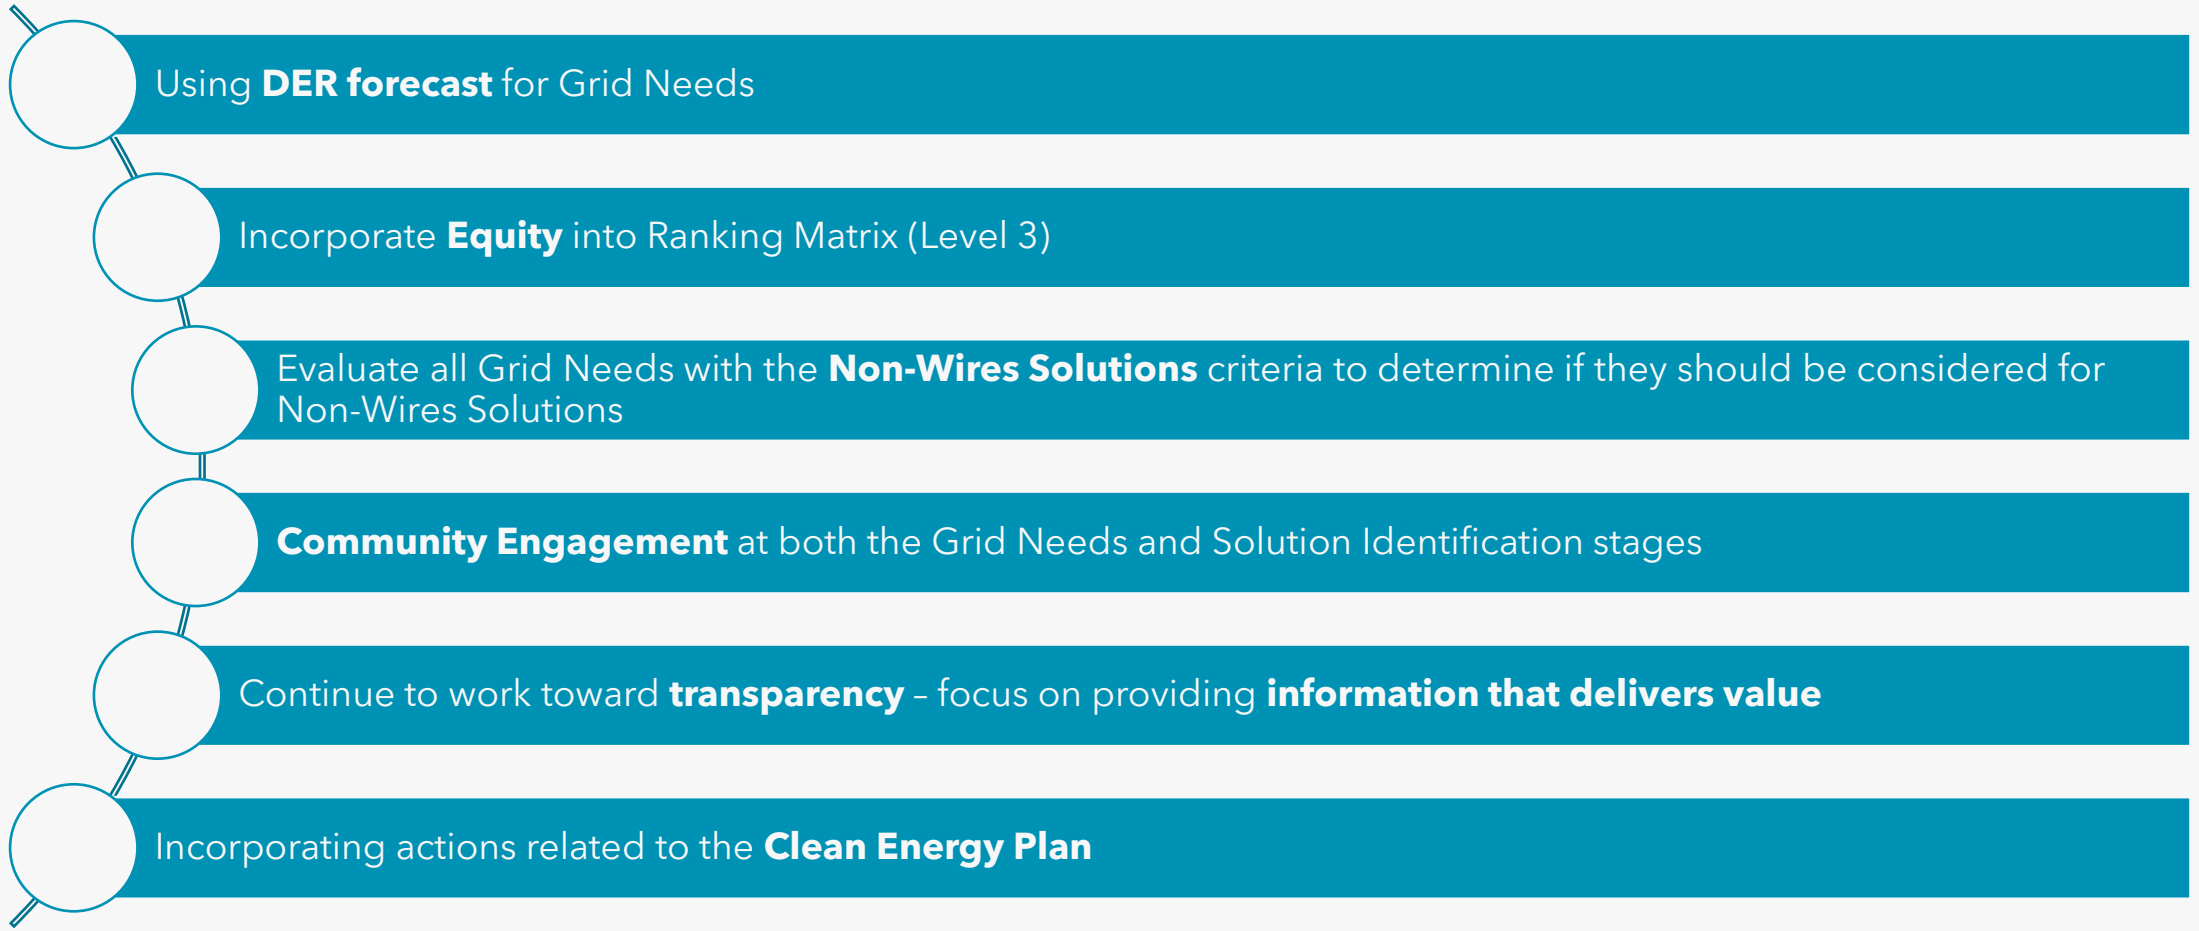 Using DER forecast for Grid Needs
Incorporate Equity into Ranking Matrix (Level 3)
Evaluate all Grid Needs with the Non-Wires Solutions criteria to determine if they should be considered for
Non-Wires Solutions
Community Engagement at both the Grid Needs and Solution Identification stages
Continue to work toward transparency – focus on providing information that delivers value
Incorporating actions related to the Clean Energy Plan